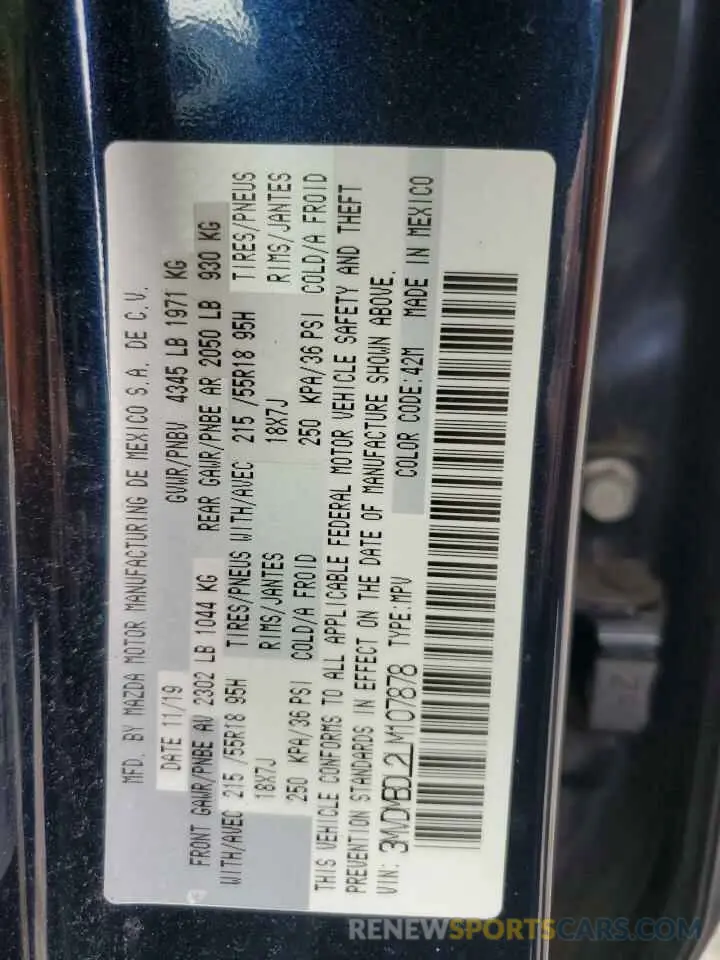 MFD. BY MAZDA MOTOR MANUFACTURING DE MEXICO S.A. DE C.V.
DATE 11/19 GVWR/PNBV 4345 LB 1971 KG
FRONT GAWR/PNBE AV 2302 LB 1044 KG REAR GAWR/PNBE AR 2050 LB 930 KG
WITH/AVEC 215 /55R18 95H TIRES/PNEUS WITH/AVEC 215 /55R18 95H TIRES/PNEUS
18X7J RIMS/JANTES 18X7J RIMS/JANTES
250 KPA/36 PSI COLD/A FROID 250 KPA/36 PSI COLD/A FROID
THIS VEHICLE CONFORMS TO ALL APPLICABLE FEDERAL MOTOR VEHICLE SAFETY AND THEFT
PREVENTION STANDARDS IN EFFECT ON THE DATE OF MANUFACTURE SHOWN ABOVE.
VIN: 3MVDMBDL2LM107878 TYPE:MPV COLOR CODE:42M MADE IN MEXICO
RENEWSPORTSCARS.COM